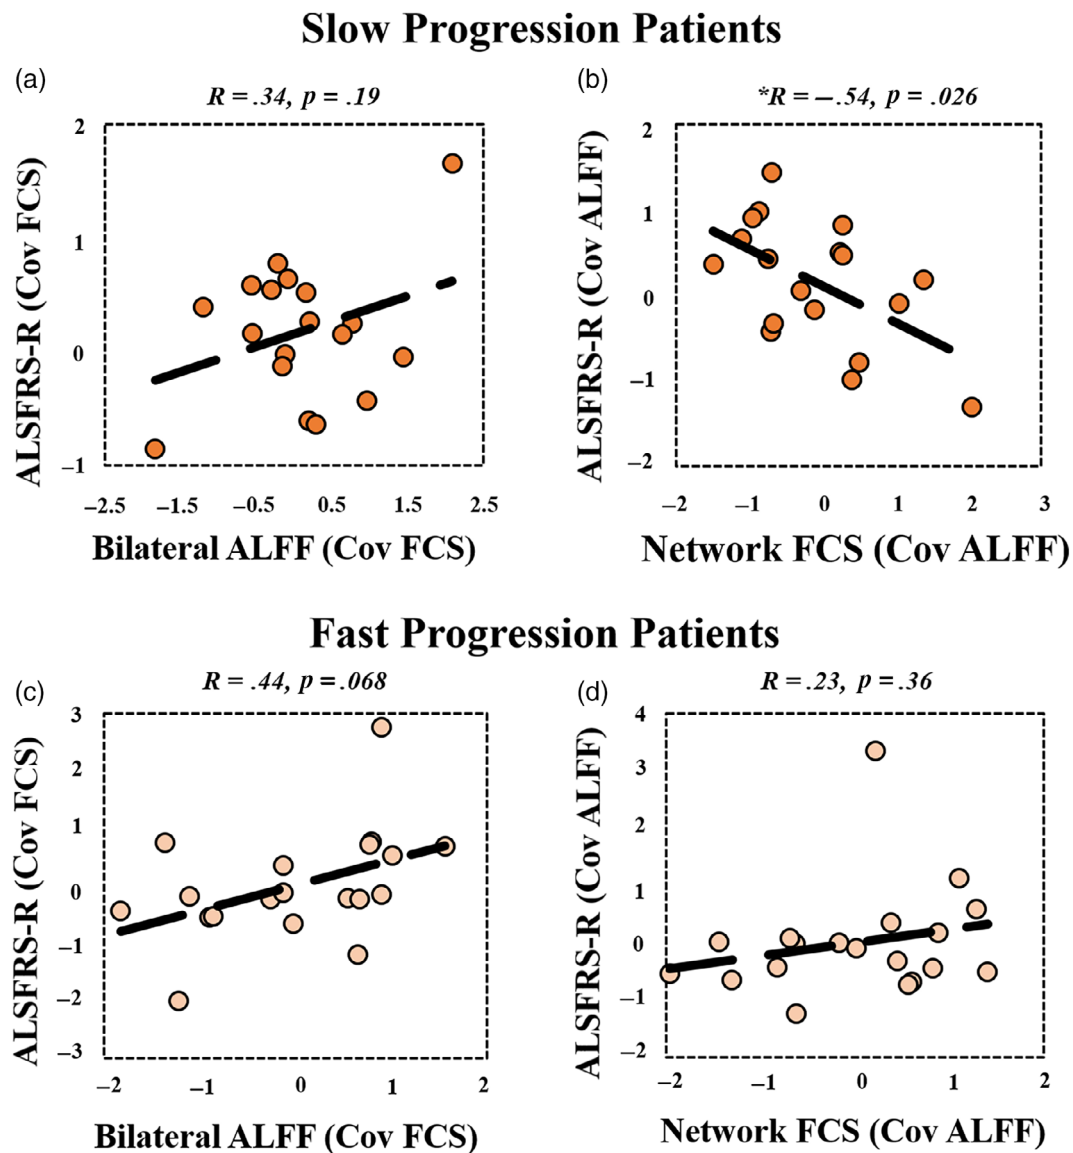 Slow Progression Patients
(a)
R = .34, p = .19
ALSFRS-R (Cov FCS)
2
1
0
−1
−2.5 −1.5 −0.5 0.5 1.5 2.5
Bilateral ALFF (Cov FCS)
(b)
*R = −.54, p = .026
ALSFRS-R (Cov ALFF)
2
1
0
−1
−2
−2 −1 0 1 2 3
Network FCS (Cov ALFF)
Fast Progression Patients
(c)
R = .44, p = .068
ALSFRS-R (Cov FCS)
3
2
1
0
−1
−2
−3
−2 −1 0 1 2
Bilateral ALFF (Cov FCS)
(d)
R = .23, p = .36
ALSFRS-R (Cov ALFF)
4
3
2
1
0
−1
−2
−2 −1 0 1 2
Network FCS (Cov ALFF)